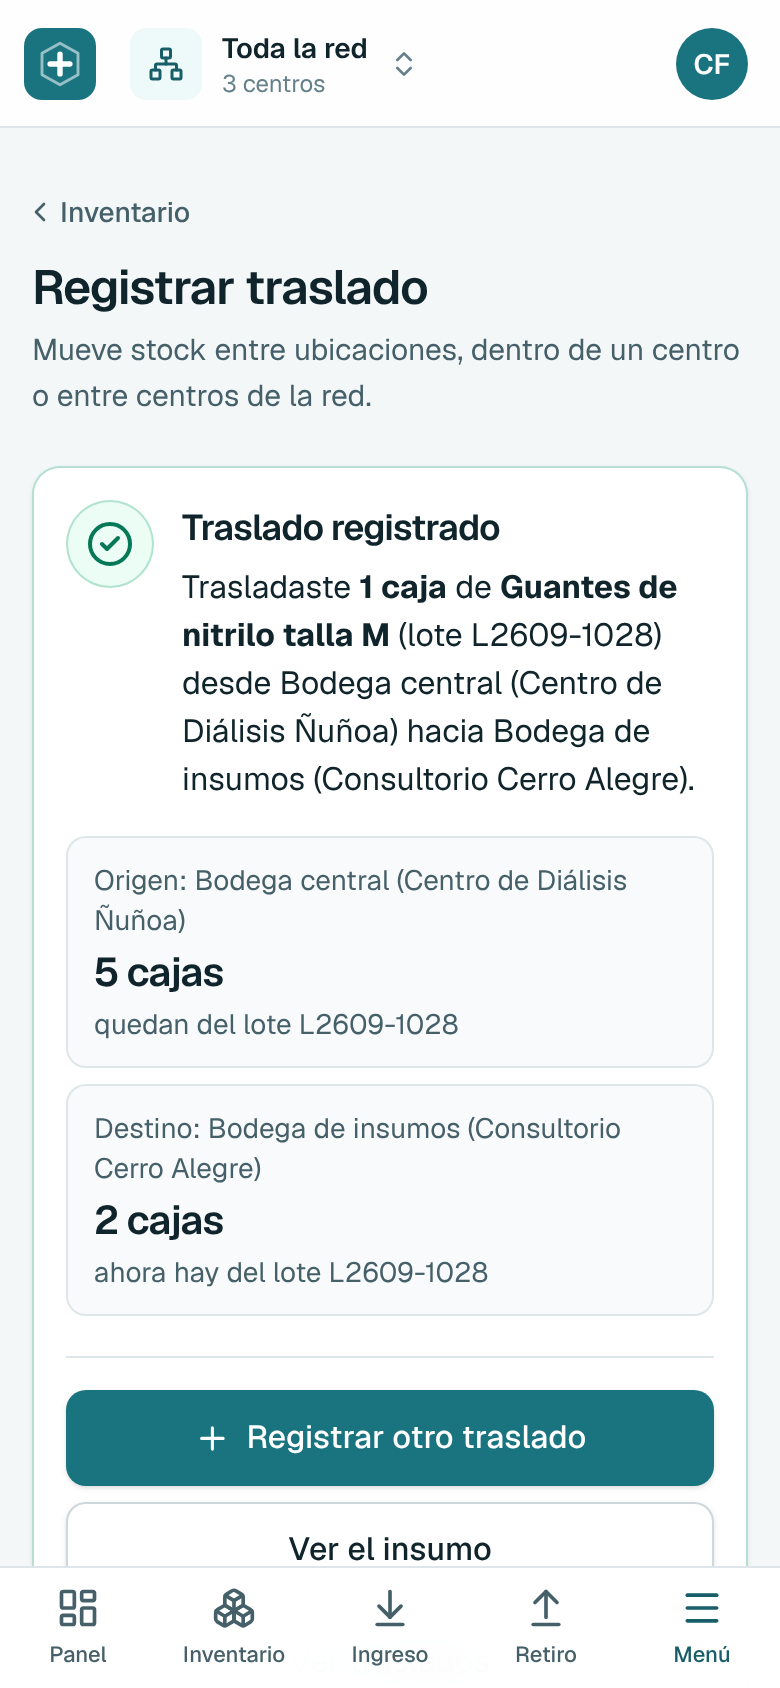 Toda la red
3 centros
CF
Inventario
Registrar traslado
Mueve stock entre ubicaciones, dentro de un centro
o entre centros de la red.
Traslado registrado
Trasladaste 1 caja de Guantes de
nitrilo talla M (lote L2609-1028)
desde Bodega central (Centro de
Diálisis Ñuñoa) hacia Bodega de
insumos (Consultorio Cerro Alegre).
Origen: Bodega central (Centro de Diálisis
Ñuñoa)
5 cajas
quedan del lote L2609-1028
Destino: Bodega de insumos (Consultorio
Cerro Alegre)
2 cajas
ahora hay del lote L2609-1028
Registrar otro traslado
Ver el insumo
Panel
Inventario
Ingreso
Retiro
Menú